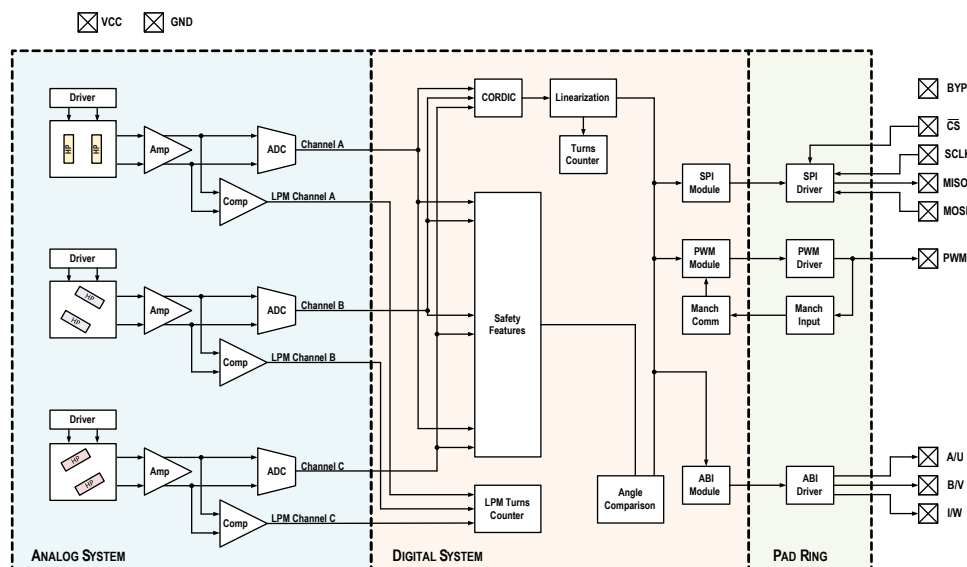 VCC
GND
Driver
HP
HP
Amp
ADC
Channel A
Comp
LPM Channel A
Driver
HP
HP
Amp
ADC
Channel B
Comp
LPM Channel B
Driver
HP
HP
Amp
ADC
Channel C
Comp
LPM Channel C
ANALOG SYSTEM
CORDIC
Linearization
Turns
Counter
Safety
Features
LPM Turns
Counter
Angle
Comparison
SPI
Module
PWM
Module
Manch
Comm
ABI
Module
DIGITAL SYSTEM
SPI
Driver
PWM
Driver
Manch
Input
ABI
Driver
PAD RING
BYP
CS
SCLK
MISO
MOSI
PWM
A/U
B/V
I/W